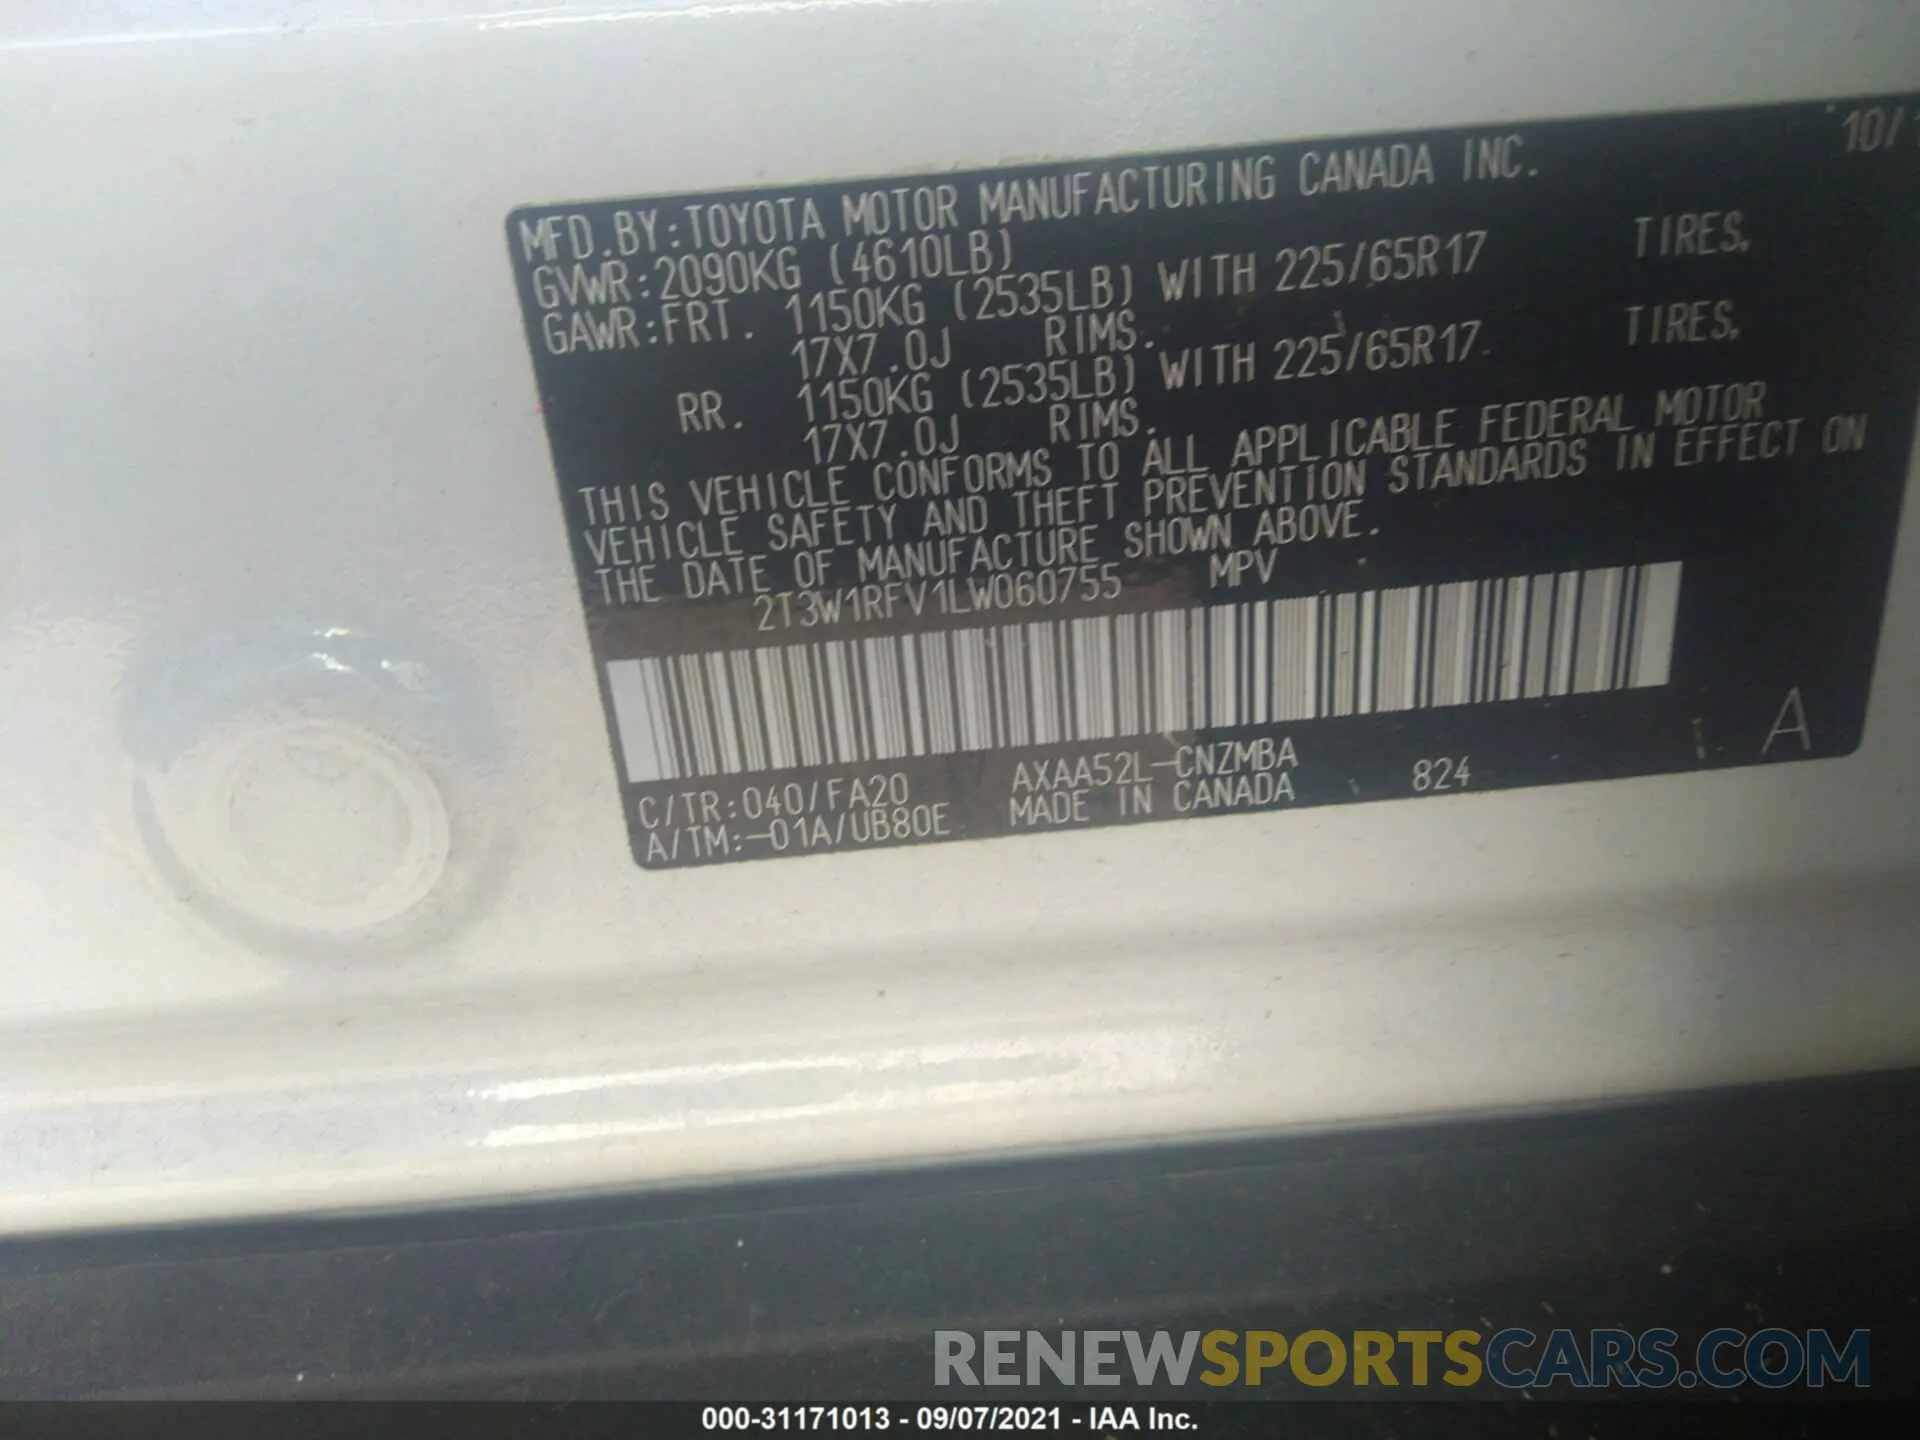 10/1
MFD.BY:TOYOTA MOTOR MANUFACTURING CANADA INC.
GVWR:2090KG (4610LB)
GAWR:FRT. 1150KG (2535LB) WITH 225/65R17 TIRES,
17X7.0J RIMS.
RR. 1150KG (2535LB) WITH 225/65R17 TIRES,
17X7.0J RIMS.
THIS VEHICLE CONFORMS TO ALL APPLICABLE FEDERAL MOTOR
VEHICLE SAFETY AND THEFT PREVENTION STANDARDS IN EFFECT ON
THE DATE OF MANUFACTURE SHOWN ABOVE.
2T3W1RFV1LW060755 MPV
C/TR:040/FA20 AXAA52L-CNZMBA 824 A
A/TM:-01A/UB80E MADE IN CANADA
RENEWSPORTSCARS.COM
000-31171013 - 09/07/2021 - IAA Inc.